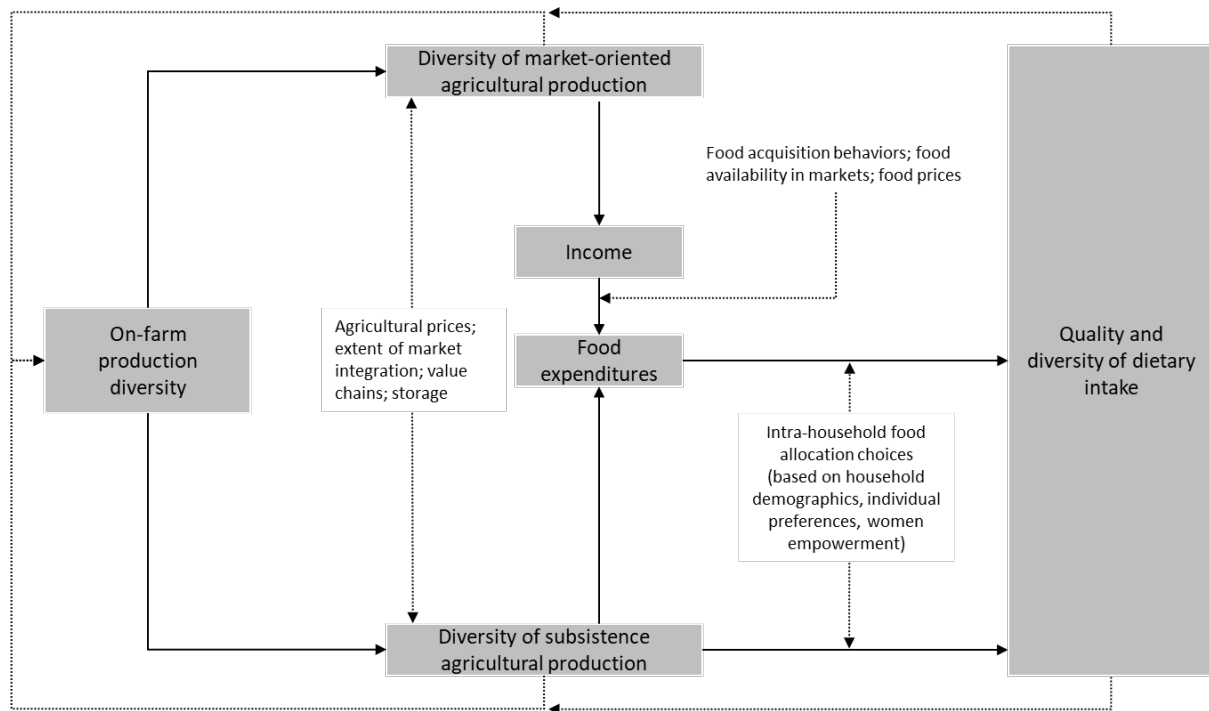 Diversity of market-oriented
agricultural production
Food acquisition behaviors; food
availability in markets; food prices
Income
On-farm
production
diversity
Agricultural prices;
extent of market
integration; value
chains; storage
Food
expenditures
Quality and
diversity of dietary
intake
Intra-household food
allocation choices
(based on household
demographics, individual
preferences, women
empowerment)
Diversity of subsistence
agricultural production